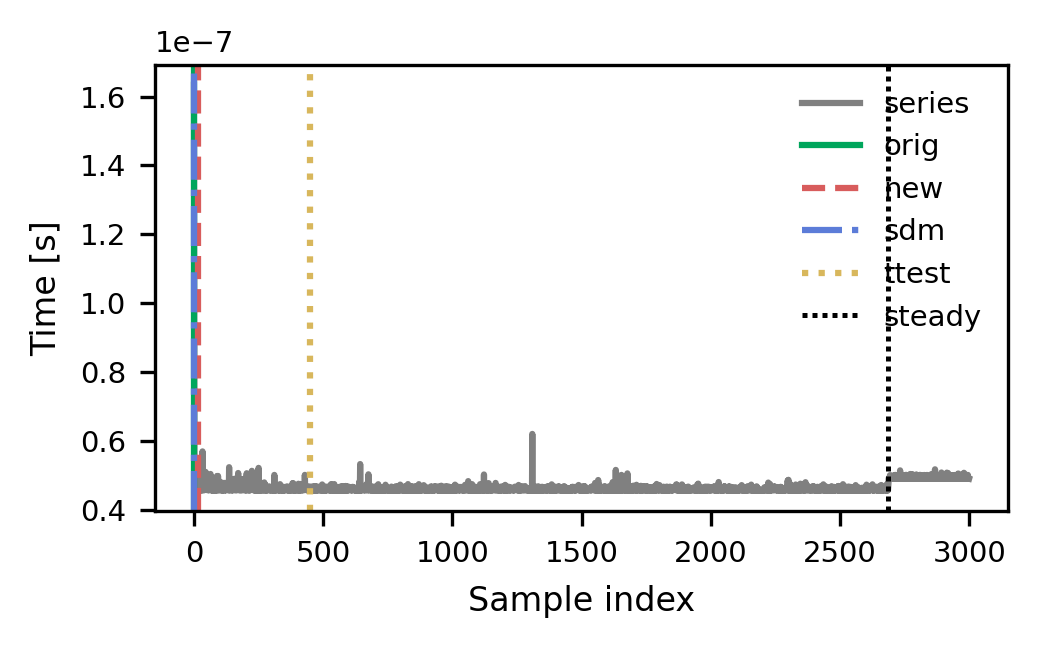 1e−7
1.6
1.4
1.2
1.0
0.8
0.6
0.4
Time [s]
series
orig
new
sdm
ttest
steady
0 500 1000 1500 2000 2500 3000
Sample index